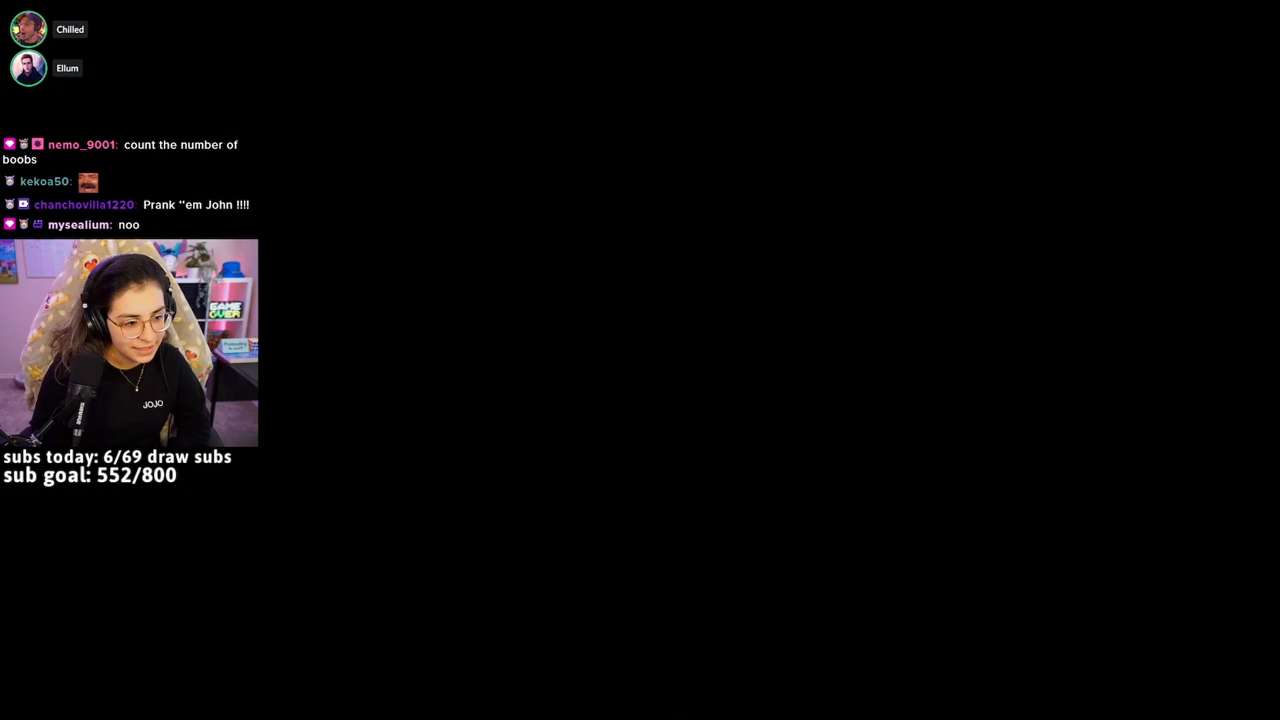 Chilled
Ellum
nemo_9001: count the number of
boobs
kekoa50:
chanchovilla1220: Prank "em John !!!!
mysealium: noo
GAME
OVER
JOJO
subs today: 6/69 draw subs
sub goal: 552/800